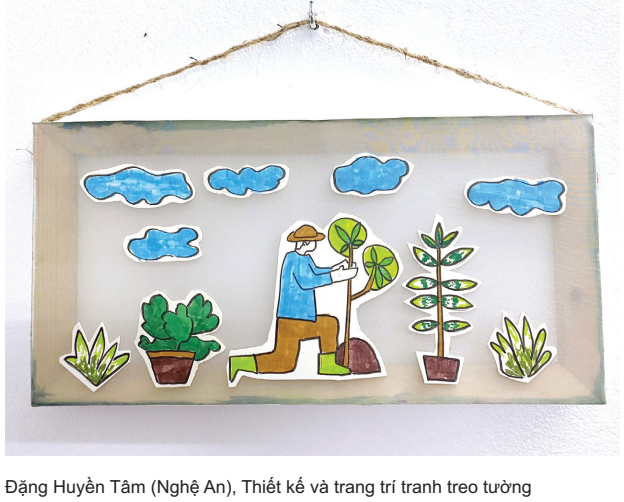 Đặng Huyền Tâm (Nghệ An), Thiết kế và trang trí tranh treo tường